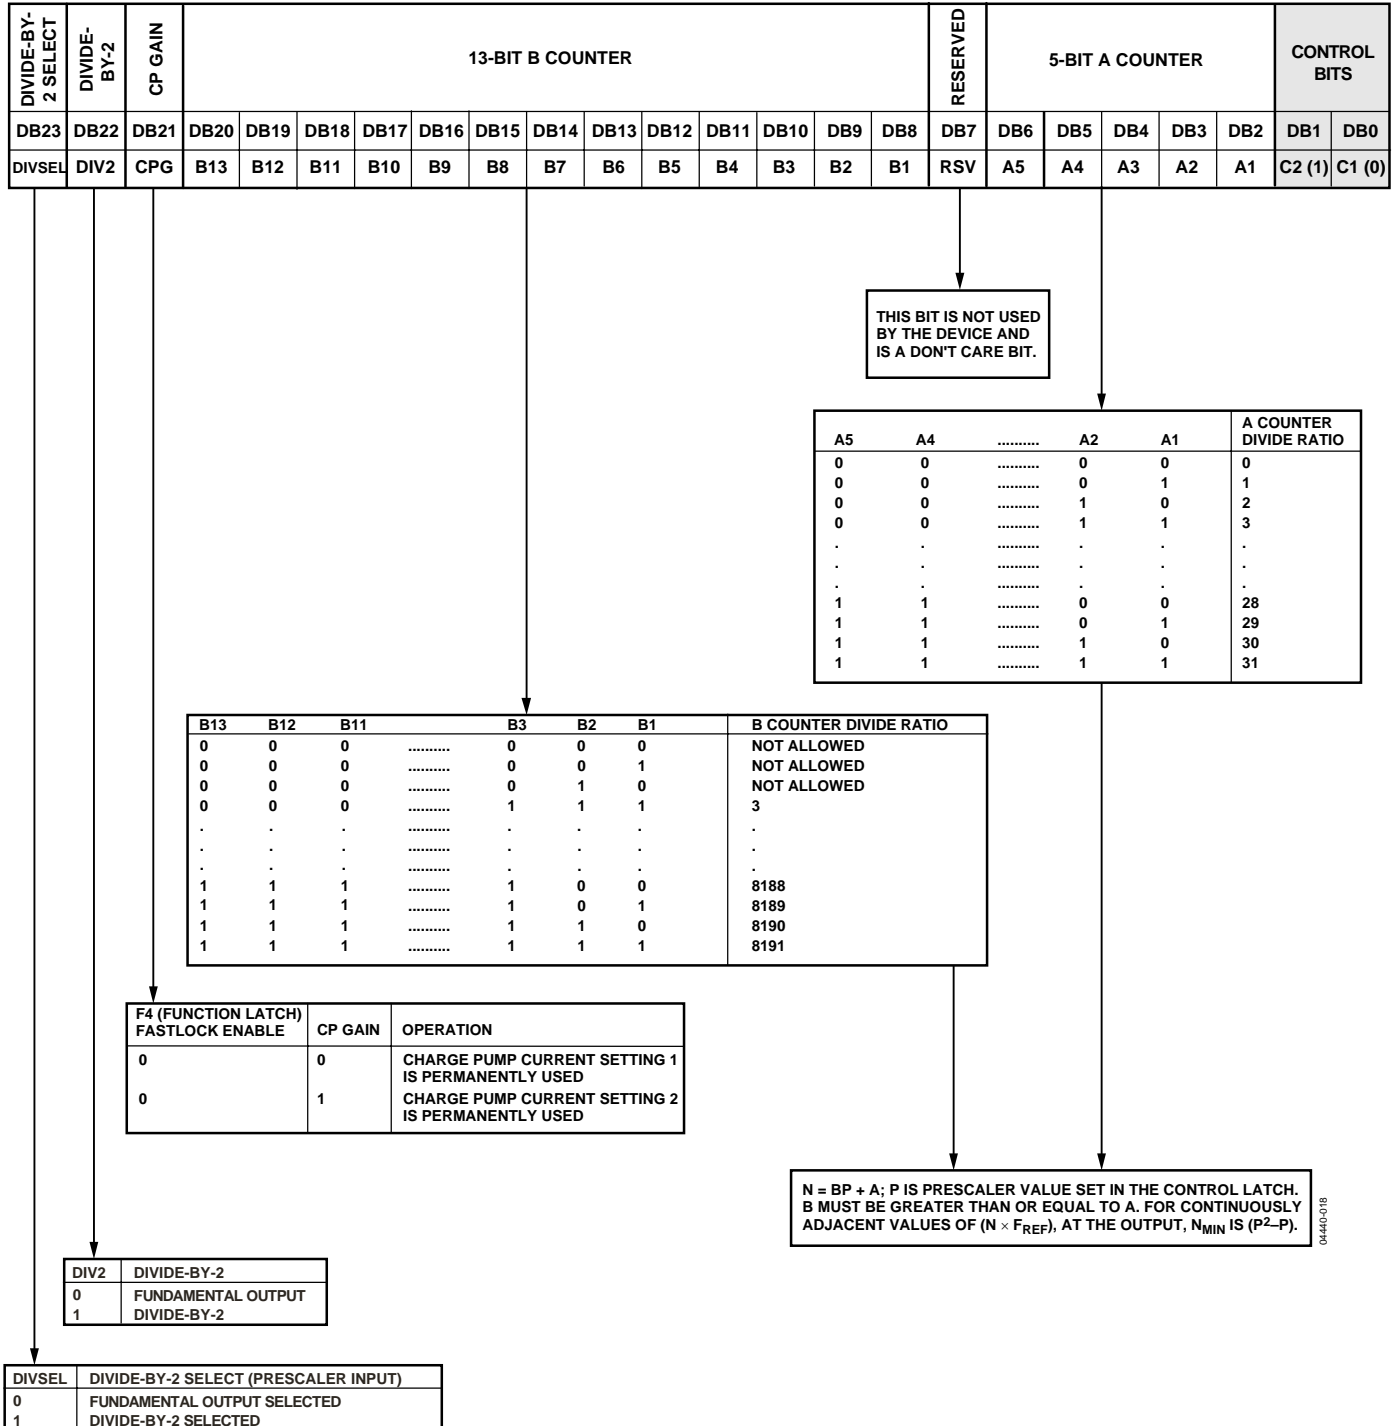 DIVIDE-BY-
2 SELECT
DIVIDE-
BY-2
CP GAIN
13-BIT B COUNTER
RESERVED
5-BIT A COUNTER
CONTROL
BITS
DB23 DB22 DB21 DB20 DB19 DB18 DB17 DB16 DB15 DB14 DB13 DB12 DB11 DB10 DB9 DB8 DB7 DB6 DB5 DB4 DB3 DB2 DB1 DB0
DIVSEL DIV2 CPG B13 B12 B11 B10 B9 B8 B7 B6 B5 B4 B3 B2 B1 RSV A5 A4 A3 A2 A1 C2 (1) C1 (0)
THIS BIT IS NOT USED
BY THE DEVICE AND
IS A DON'T CARE BIT.
A5 A4 .......... A2 A1 A COUNTER
DIVIDE RATIO
0 0 .......... 0 0 0
0 0 .......... 0 1 1
0 0 .......... 1 0 2
0 0 .......... 1 1 3
. . .......... . . .
. . .......... . . .
. . .......... . . .
1 1 .......... 0 0 28
1 1 .......... 0 1 29
1 1 .......... 1 0 30
1 1 .......... 1 1 31
B13 B12 B11 B3 B2 B1 B COUNTER DIVIDE RATIO
0 0 0 .......... 0 0 0 NOT ALLOWED
0 0 0 .......... 0 0 1 NOT ALLOWED
0 0 0 .......... 0 1 0 NOT ALLOWED
0 0 0 .......... 1 1 1 3
. . . .......... . . . .
. . . .......... . . . .
. . . .......... . . . .
1 1 1 .......... 1 0 0 8188
1 1 1 .......... 1 0 1 8189
1 1 1 .......... 1 1 0 8190
1 1 1 .......... 1 1 1 8191
F4 (FUNCTION LATCH)
FASTLOCK ENABLE CP GAIN OPERATION
0 0 CHARGE PUMP CURRENT SETTING 1
IS PERMANENTLY USED
0 1 CHARGE PUMP CURRENT SETTING 2
IS PERMANENTLY USED
N = BP + A; P IS PRESCALER VALUE SET IN THE CONTROL LATCH.
B MUST BE GREATER THAN OR EQUAL TO A. FOR CONTINUOUSLY
ADJACENT VALUES OF (N × FREF), AT THE OUTPUT, NMIN IS (P²–P).
04440-018
DIV2 DIVIDE-BY-2
0 FUNDAMENTAL OUTPUT
1 DIVIDE-BY-2
DIVSEL DIVIDE-BY-2 SELECT (PRESCALER INPUT)
0 FUNDAMENTAL OUTPUT SELECTED
1 DIVIDE-BY-2 SELECTED